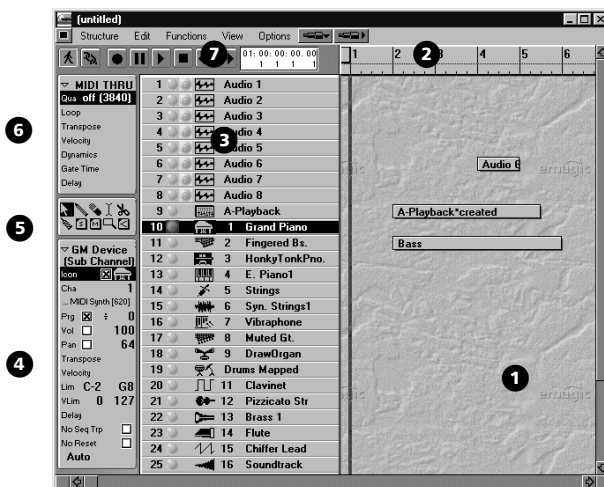 (untitled)
Structure Edit Functions View Options
7
01: 00: 00: 00. 00
1 1 1 1
1 2 2 3 4 5 6
MIDI THRU
Qua off (3840)
Loop
Transpose
Velocity
Dynamics
Gate Time
Delay
6
5
GM Device
(Sub Channel)
Icon
Cha 1
... MIDI Synth [620]
Prg 0
Vol 100
Pan 64
Transpose
Velocity
Lim C-2 G8
VLim 0 127
Delay
No Seq Trp
No Reset
Auto
4
1 Audio 1
2 Audio 2
3 Audio 3
4 Audio 4
5 Audio 5
6 Audio 6
7 Audio 7
8 Audio 8
3
9 A-Playback
10 1 Grand Piano
11 2 Fingered Bs.
12 3 HonkyTonkPno.
13 4 E. Piano1
14 5 Strings
15 6 Syn. Strings1
16 7 Vibraphone
17 8 Muted Gt.
18 9 DrawOrgan
19 Drums Mapped
20 11 Clavinet
21 12 Pizzicato Str
22 13 Brass 1
23 14 Flute
24 15 Chiffer Lead
25 16 Soundtrack
Audio 6
emagic
A-Playback*created
Bass
1
emagic